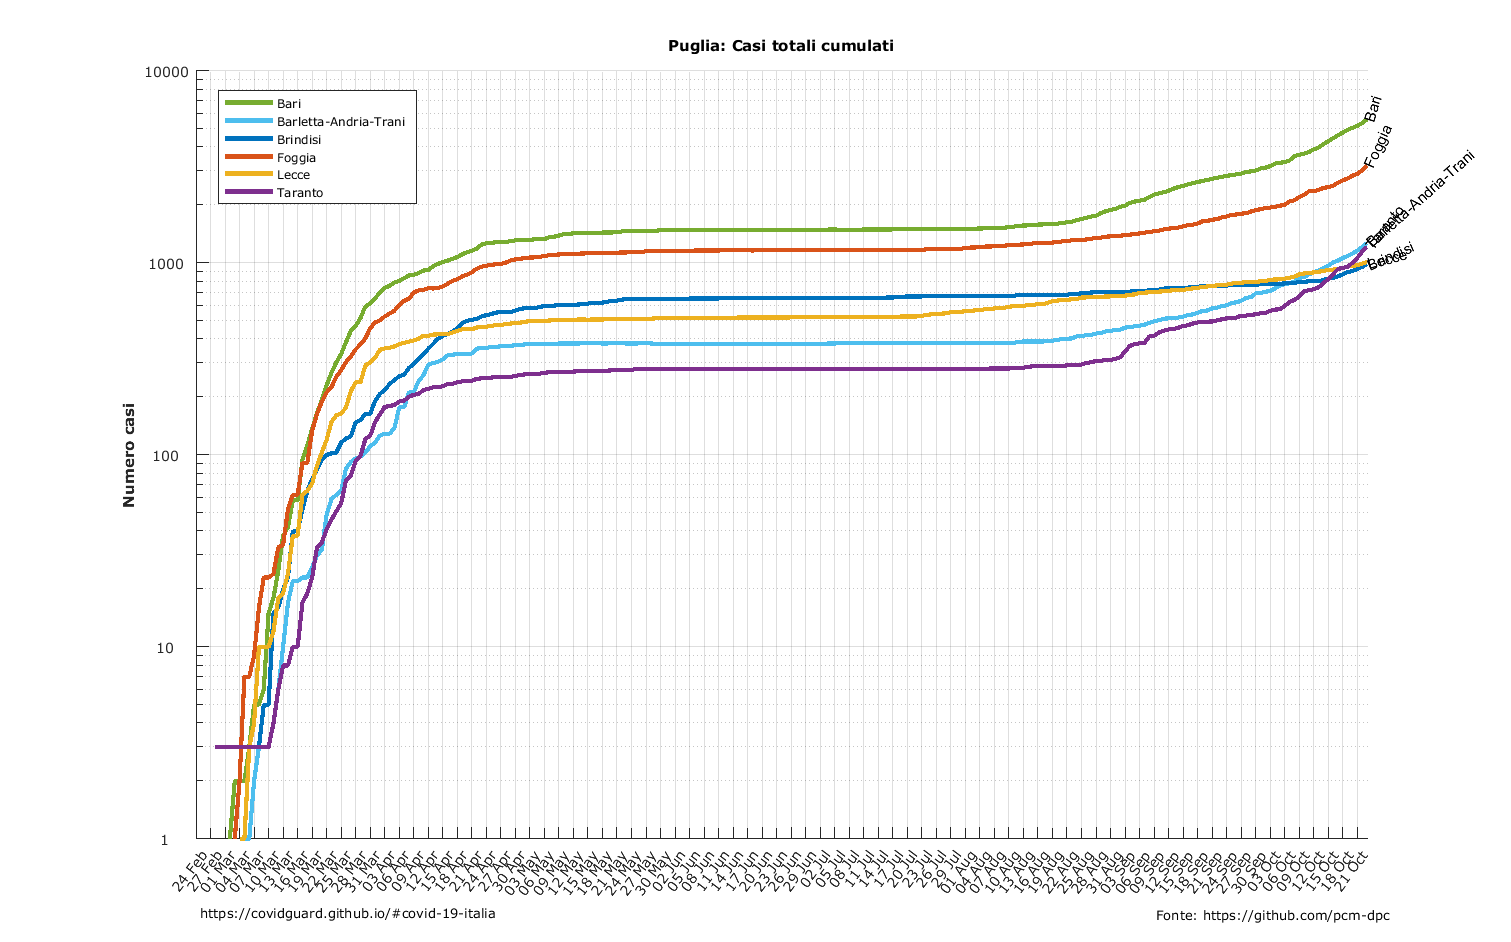 Puglia: Casi totali cumulati
10000
1000
100
10
1
Numero casi
Bari
Barletta-Andria-Trani
Brindisi
Foggia
Lecce
Taranto
Bari
Foggia
Barletta-Andria-Trani
Taranto
Brindisi
Lecce
24 Feb
27 Feb
01 Mar
04 Mar
07 Mar
10 Mar
13 Mar
16 Mar
19 Mar
22 Mar
25 Mar
28 Mar
31 Mar
03 Apr
06 Apr
09 Apr
12 Apr
15 Apr
18 Apr
21 Apr
24 Apr
27 Apr
30 Apr
03 May
06 May
09 May
12 May
15 May
18 May
21 May
24 May
27 May
30 May
02 Jun
05 Jun
08 Jun
11 Jun
14 Jun
17 Jun
20 Jun
23 Jun
26 Jun
29 Jun
02 Jul
05 Jul
08 Jul
11 Jul
14 Jul
17 Jul
20 Jul
23 Jul
26 Jul
29 Jul
01 Aug
04 Aug
07 Aug
10 Aug
13 Aug
16 Aug
19 Aug
22 Aug
25 Aug
28 Aug
31 Aug
03 Sep
06 Sep
09 Sep
12 Sep
15 Sep
18 Sep
21 Sep
24 Sep
27 Sep
30 Sep
03 Oct
06 Oct
09 Oct
12 Oct
15 Oct
18 Oct
21 Oct
https://covidguard.github.io/#covid-19-italia
Fonte: https://github.com/pcm-dpc